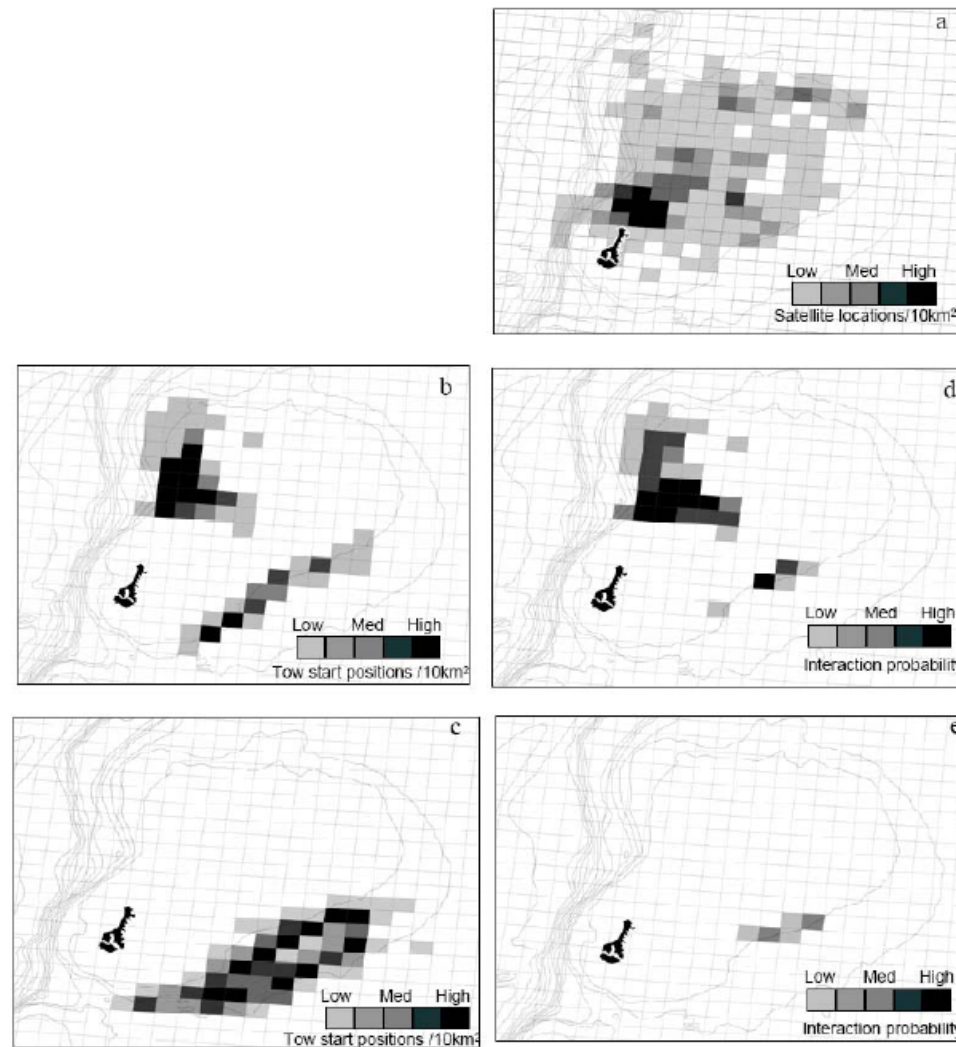 a
Low Med High
Satellite locations/10km²
b
Low Med High
Tow start positions /10km²
d
Low Med High
Interaction probability
c
Low Med High
Tow start positions /10km²
e
Low Med High
Interaction probability